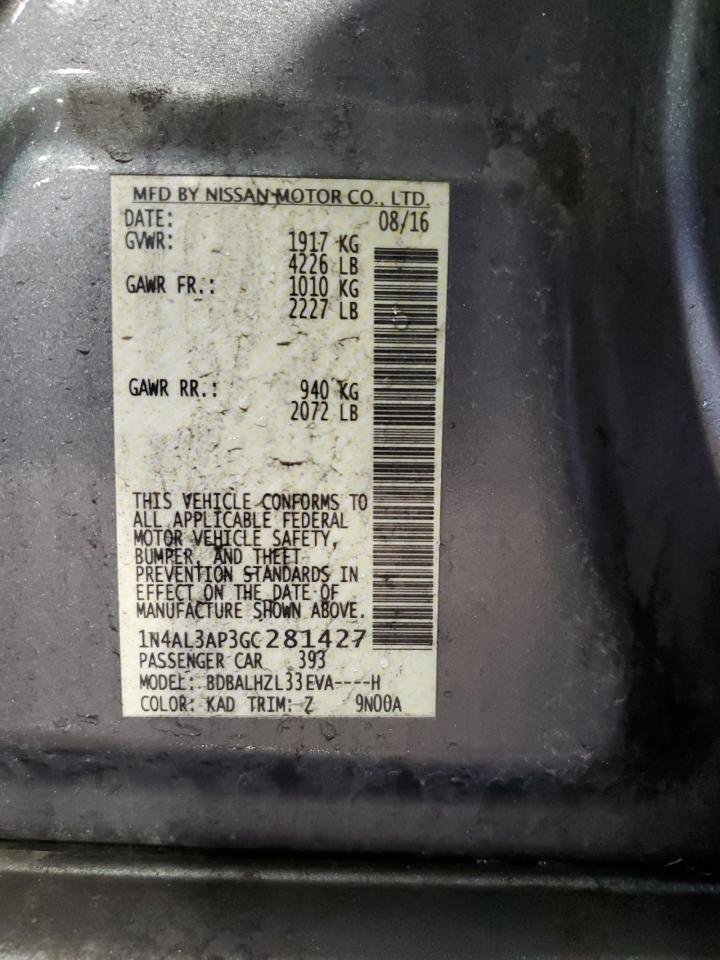 MFD BY NISSAN MOTOR CO., LTD.
DATE: 08/16
GVWR: 1917 KG
4226 LB
GAWR FR.: 1010 KG
2227 LB
GAWR RR.: 940 KG
2072 LB
THIS VEHICLE CONFORMS TO
ALL APPLICABLE FEDERAL
MOTOR VEHICLE SAFETY,
BUMPER, AND THEFT
PREVENTION STANDARDS IN
EFFECT ON THE DATE OF
MANUFACTURE SHOWN ABOVE.
1N4AL3AP3GC281427
PASSENGER CAR 393
MODEL: BDBALHZL33EVA----H
COLOR: KAD TRIM: Z 9N00A